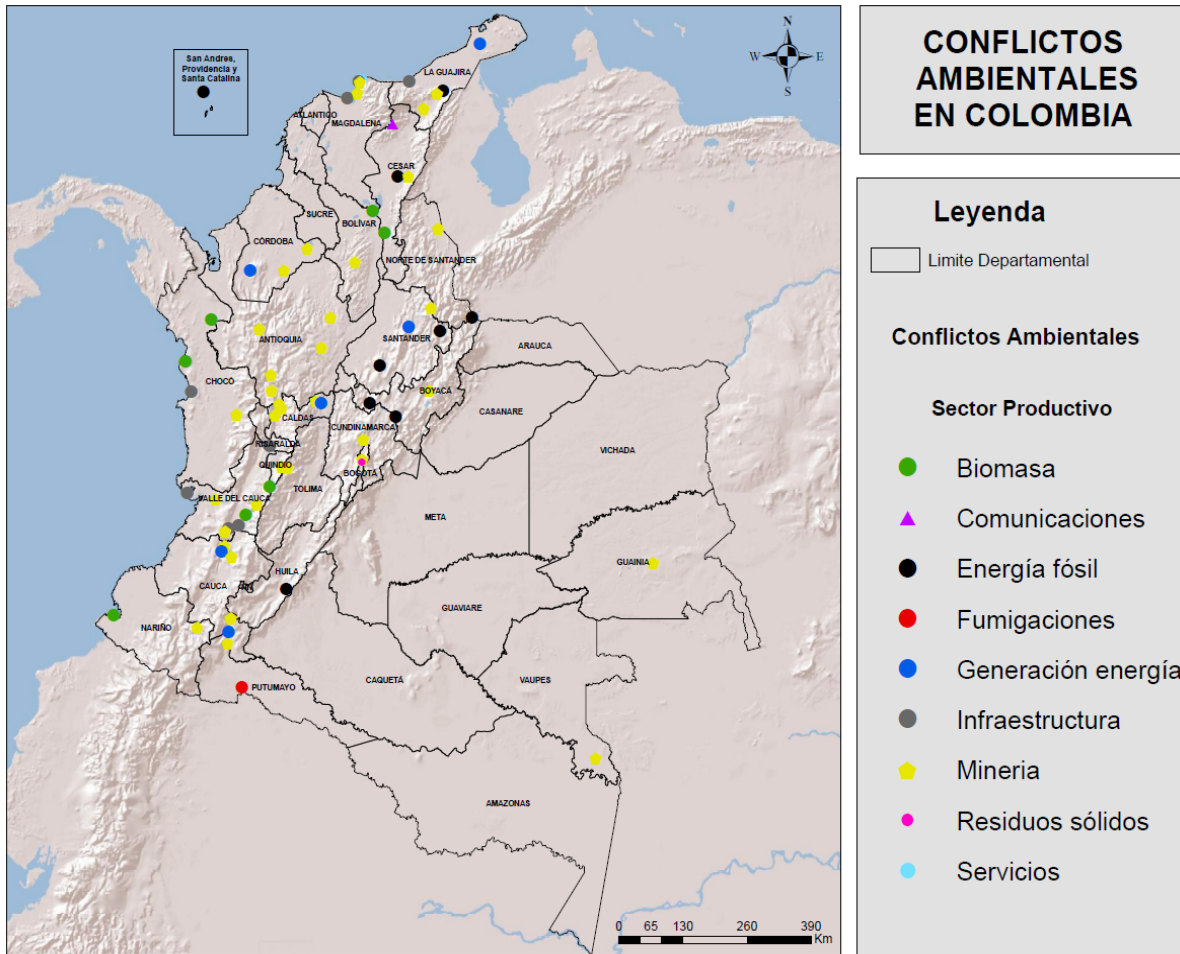 CONFLICTOS
AMBIENTALES
EN COLOMBIA
Leyenda
Limite Departamental
Conflictos Ambientales
Sector Productivo
Biomasa
Comunicaciones
Energía fósil
Fumigaciones
Generación energía
Infraestructura
Mineria
Residuos sólidos
Servicios
San Andres,
Providencia y
Santa Catalina
N
W E
S
LA GUAJIRA
ATLANTICO
MAGDALENA
CESAR
SUCRE
BOLÍVAR
CÓRDOBA
NORTE DE SANTANDER
ANTIOQUIA
SANTANDER
ARAUCA
CHOCÓ
BOYACÁ
CASANARE
CALDAS
CUNDINAMARCA
RISARALDA
VICHADA
QUINDÍO
BOGOTÁ
TOLIMA
VALLE DEL CAUCA
META
GUAINIA
HUILA
CAUCA
GUAVIARE
NARIÑO
CAQUETÁ
VAUPES
PUTUMAYO
AMAZONAS
0 65 130 260 390
Km